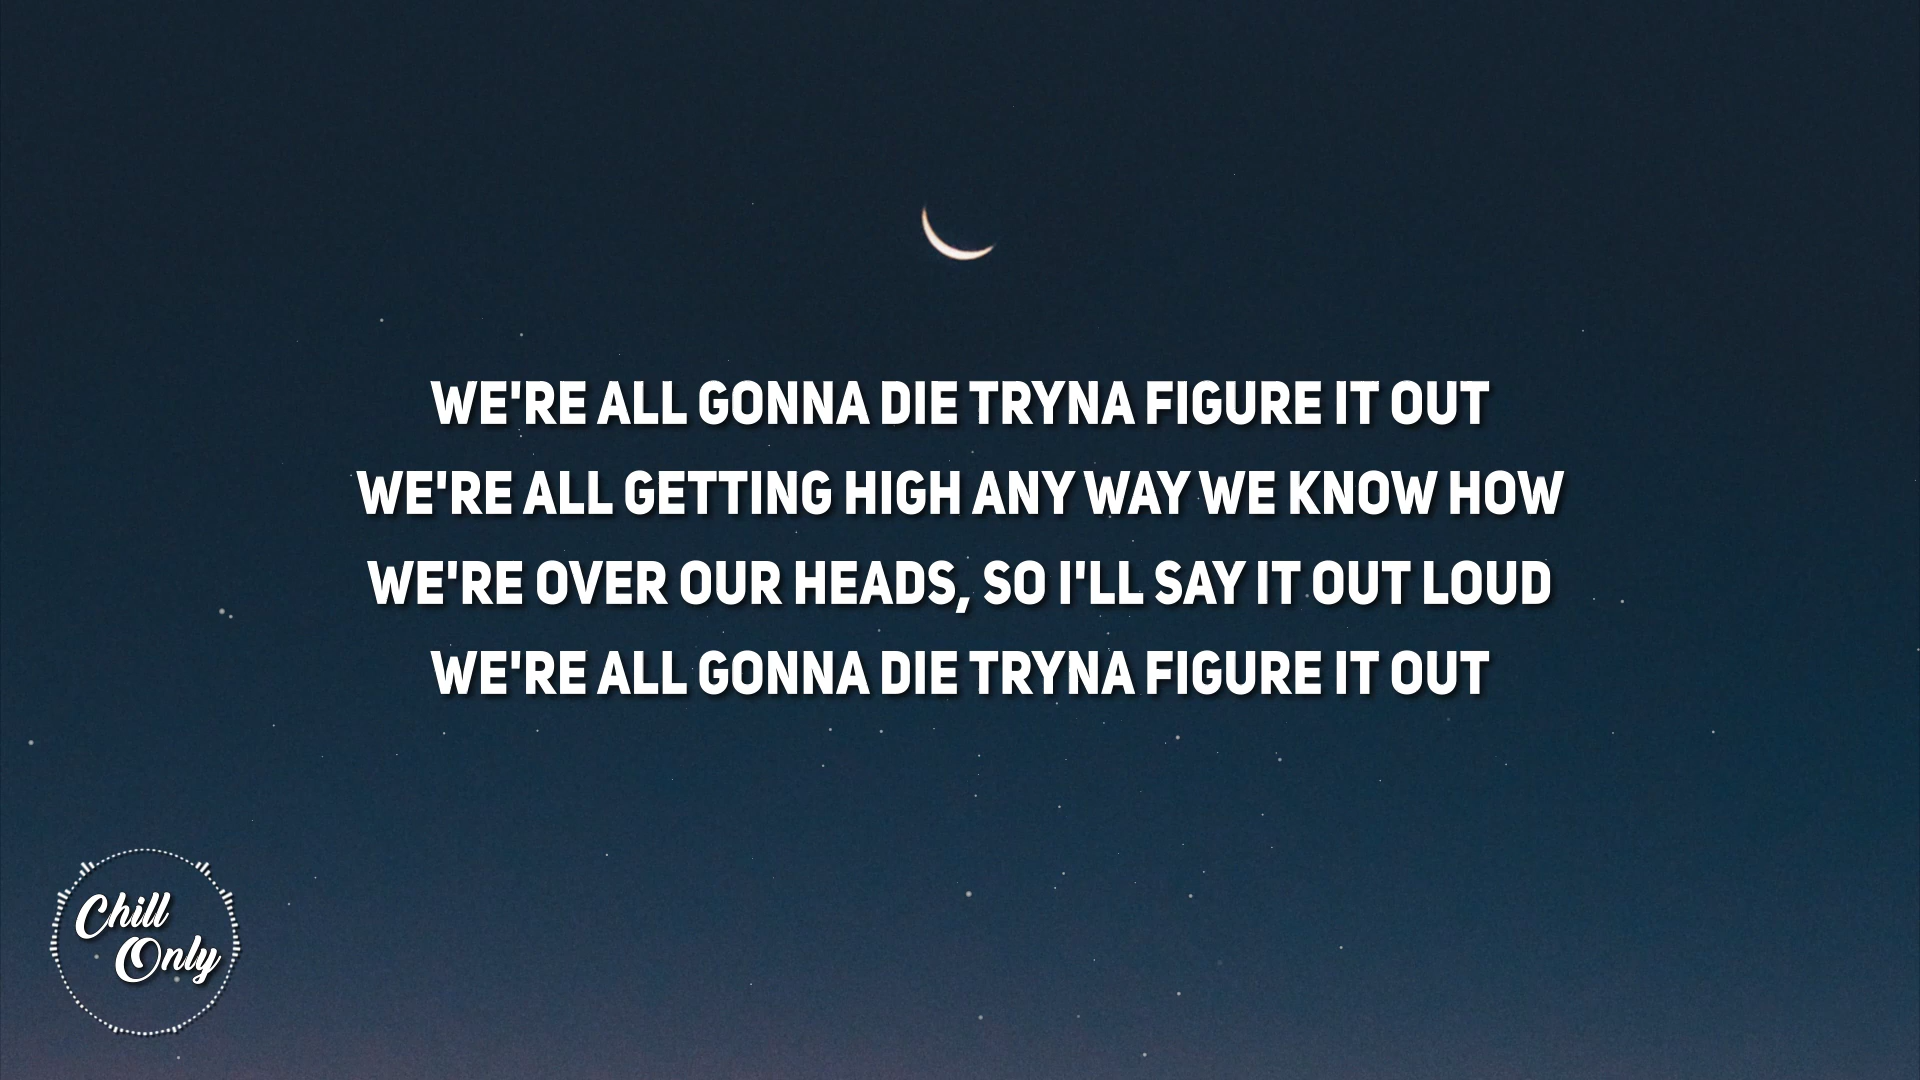 WE'RE ALL GONNA DIE TRYNA FIGURE IT OUT
WE'RE ALL GETTING HIGH ANY WAY WE KNOW HOW
WE'RE OVER OUR HEADS, SO I'LL SAY IT OUT LOUD
WE'RE ALL GONNA DIE TRYNA FIGURE IT OUT
Chill
Only